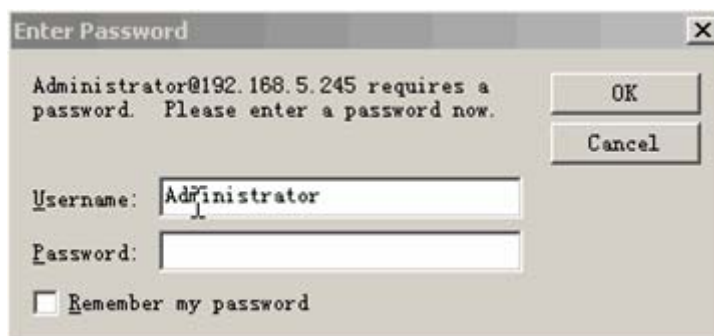 Enter Password
Administrator@192.168.5.245 requires a
password. Please enter a password now.
OK
Cancel
Username: Administrator
Password:
Remember my password